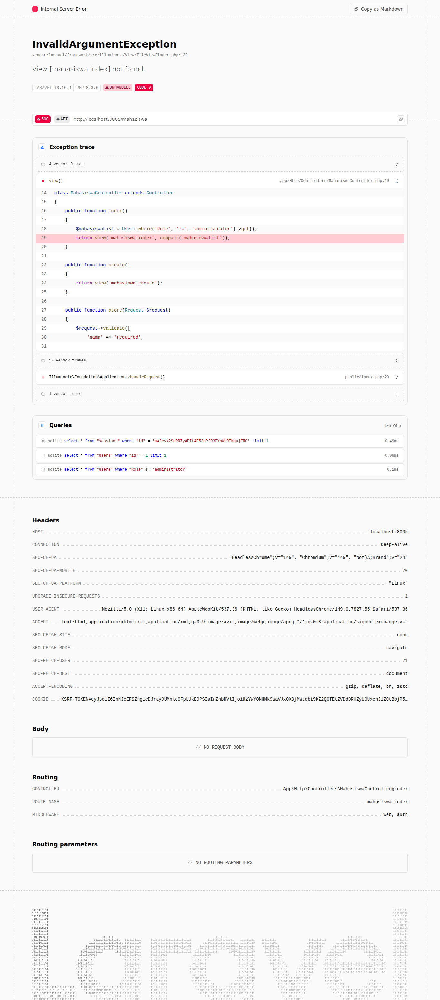 Internal Server Error
Copy as Markdown
InvalidArgumentException
vendor/laravel/framework/src/Illuminate/View/FileViewFinder.php:138
View [mahasiswa.index] not found.
LARAVEL 13.16.1 PHP 8.3.6 UNHANDLED CODE 0
500 GET http://localhost:8005/mahasiswa
Exception trace
4 vendor frames
view() app/Http/Controllers/MahasiswaController.php:19
14 class MahasiswaController extends Controller
15 {
16 public function index()
17 {
18 $mahasiswaList = User::where('Role', '!=', 'administrator')->get();
19 return view('mahasiswa.index', compact('mahasiswaList'));
20 }
21
22 public function create()
23 {
24 return view('mahasiswa.create');
25 }
26
27 public function store(Request $request)
28 {
29 $request->validate([
30 'nama' => 'required',
31
50 vendor frames
Illuminate\Foundation\Application->handleRequest() public/index.php:20
1 vendor frame
Queries 1-3 of 3
sqlite select * from "sessions" where "id" = 'mA2cvx2SuPR7yAPItAF53aPfD3EYbWH9TNqujFM0' limit 1 0.49ms
sqlite select * from "users" where "id" = 1 limit 1 0.08ms
sqlite select * from "users" where "Role" != 'administrator' 0.1ms
Headers
HOST localhost:8005
CONNECTION keep-alive
SEC-CH-UA "HeadlessChrome";v="149", "Chromium";v="149", "Not)A;Brand";v="24"
SEC-CH-UA-MOBILE ?0
SEC-CH-UA-PLATFORM "Linux"
UPGRADE-INSECURE-REQUESTS 1
USER-AGENT Mozilla/5.0 (X11; Linux x86_64) AppleWebKit/537.36 (KHTML, like Gecko) HeadlessChrome/149.0.7827.55 Safari/537.36
ACCEPT text/html,application/xhtml+xml,application/xml;q=0.9,image/avif,image/webp,image/apng,*/*;q=0.8,application/signed-exchange;v=…
SEC-FETCH-SITE none
SEC-FETCH-MODE navigate
SEC-FETCH-USER ?1
SEC-FETCH-DEST document
ACCEPT-ENCODING gzip, deflate, br, zstd
COOKIE XSRF-TOKEN=eyJpdiI6InNJeEFSZng1eDJray9UMnloOFpLUkE9PSIsInZhbHVlIjoiUzYwY0NHMk9aaVJxOXBjMWtqbi9kZ2Q0TEtZVDdDRHZyU0UxcnJ1Z0tBbjR5…
Body
// NO REQUEST BODY
Routing
CONTROLLER App\Http\Controllers\MahasiswaController@index
ROUTE NAME mahasiswa.index
MIDDLEWARE web, auth
Routing parameters
// NO ROUTING PARAMETERS